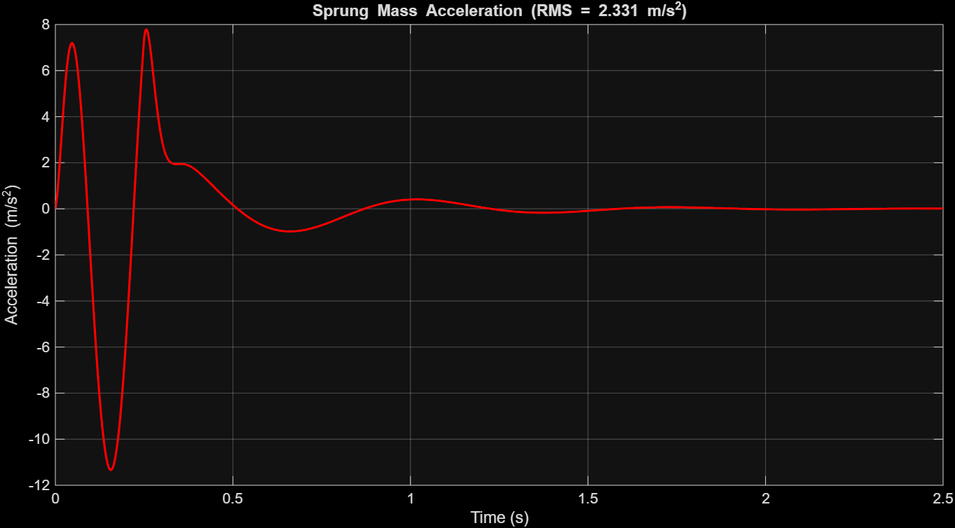 Sprung Mass Acceleration (RMS = 2.331 m/s²)
8
6
4
2
0
-2
-4
-6
-8
-10
-12
Acceleration (m/s²)
0 0.5 1 1.5 2 2.5
Time (s)